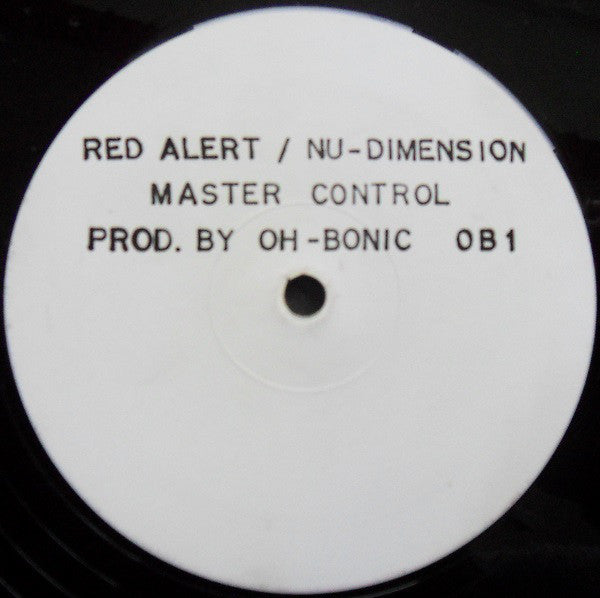 RED ALERT / NU-DIMENSION
MASTER CONTROL
PROD. BY OH-BONIC OB1